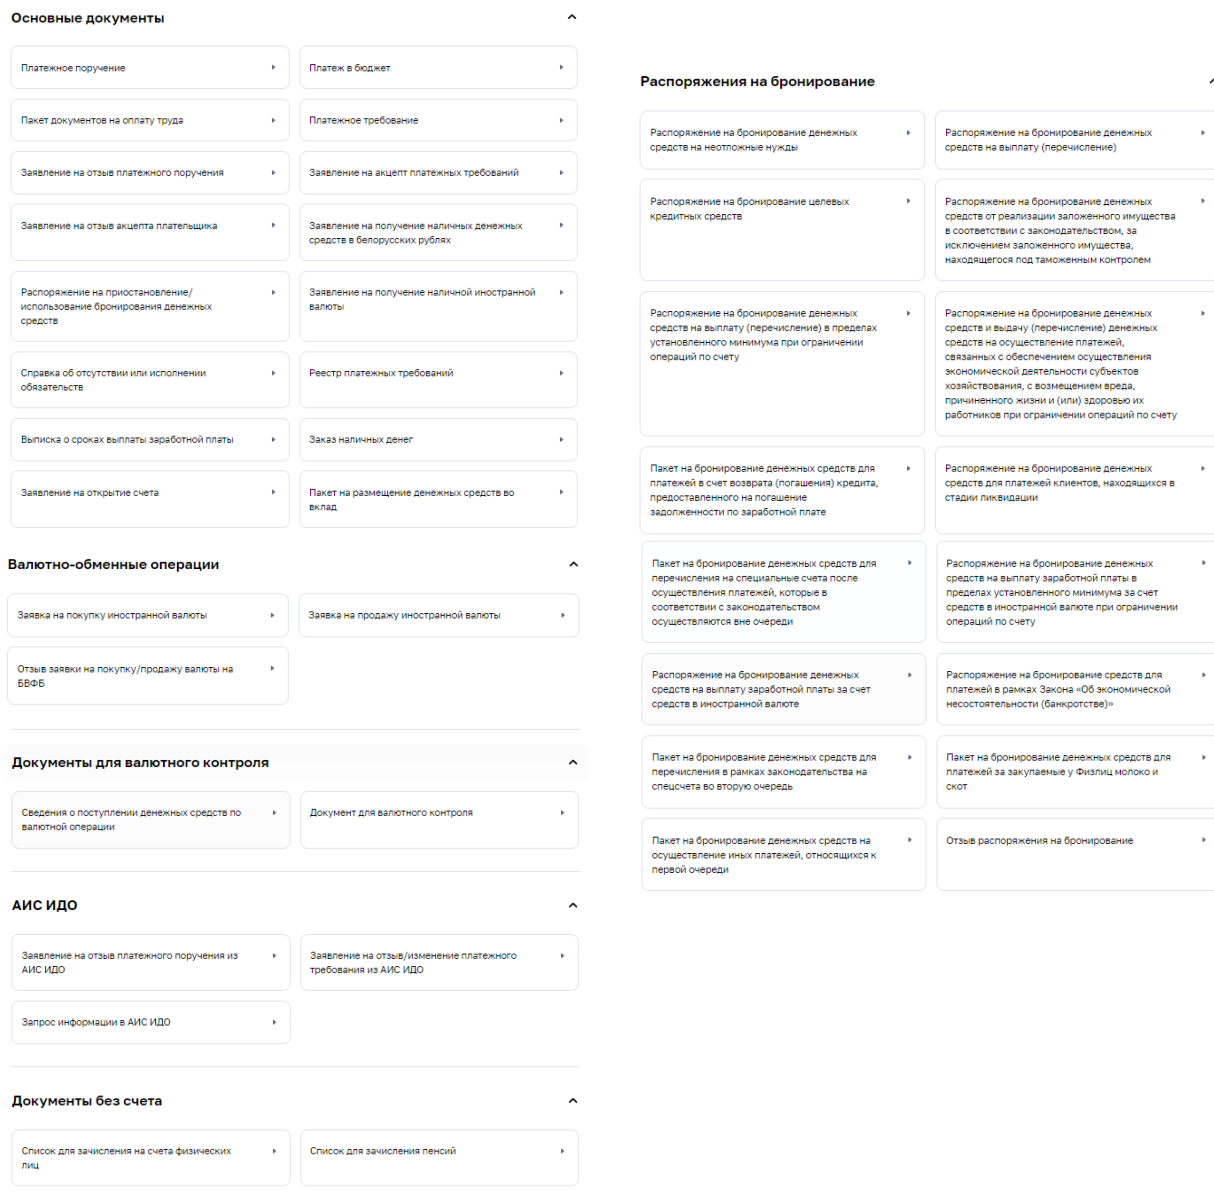 Основные документы
Платежное поручение
Платеж в бюджет
Пакет документов на оплату труда
Платежное требование
Заявление на отзыв платежного поручения
Заявление на акцепт платежных требований
Заявление на отзыв акцепта плательщика
Заявление на получение наличных денежных
средств в белорусских рублях
Распоряжение на приостановление/
использование бронирования денежных
средств
Заявление на получение наличной иностранной
валюты
Справка об отсутствии или исполнении
обязательств
Реестр платежных требований
Выписка о сроках выплаты заработной платы
Заказ наличных денег
Заявление на открытие счета
Пакет на размещение денежных средств во
вклад
Валютно-обменные операции
Заявка на покупку иностранной валюты
Заявка на продажу иностранной валюты
Отзыв заявки на покупку/продажу валюты на
БВФБ
Документы для валютного контроля
Сведения о поступлении денежных средств по
валютной операции
Документ для валютного контроля
АИС ИДО
Заявление на отзыв платежного поручения из
АИС ИДО
Заявление на отзыв/изменение платежного
требования из АИС ИДО
Запрос информации в АИС ИДО
Документы без счета
Список для зачисления на счета физических
лиц
Список для зачисления пенсий
Распоряжения на бронирование
Распоряжение на бронирование денежных
средств на неотложные нужды
Распоряжение на бронирование денежных
средств на выплату (перечисление)
Распоряжение на бронирование целевых
кредитных средств
Распоряжение на бронирование денежных
средств от реализации заложенного имущества
в соответствии с законодательством, за
исключением заложенного имущества,
находящегося под таможенным контролем
Распоряжение на бронирование денежных
средств на выплату (перечисление) в пределах
установленного минимума при ограничении
операций по счету
Распоряжение на бронирование денежных
средств и выдачу (перечисление) денежных
средств на осуществление платежей,
связанных с обеспечением осуществления
экономической деятельности субъектов
хозяйствования, с возмещением вреда,
причиненного жизни и (или) здоровью их
работников при ограничении операций по счету
Пакет на бронирование денежных средств для
платежей в счет возврата (погашения) кредита,
предоставленного на погашение
задолженности по заработной плате
Распоряжение на бронирование денежных
средств для платежей клиентов, находящихся в
стадии ликвидации
Пакет на бронирование денежных средств для
перечисления на специальные счета после
осуществления платежей, которые в
соответствии с законодательством
осуществляются вне очереди
Распоряжение на бронирование денежных
средств на выплату заработной платы в
пределах установленного минимума за счет
средств в иностранной валюте при ограничении
операций по счету
Распоряжение на бронирование денежных
средств на выплату заработной платы за счет
средств в иностранной валюте
Распоряжение на бронирование средств для
платежей в рамках Закона «Об экономической
несостоятельности (банкротстве)»
Пакет на бронирование денежных средств для
перечисления в рамках законодательства на
спецсчета во вторую очередь
Пакет на бронирование денежных средств для
платежей за закупаемые у Физлиц молоко и
скот
Пакет на бронирование денежных средств на
осуществление иных платежей, относящихся к
первой очереди
Отзыв распоряжения на бронирование